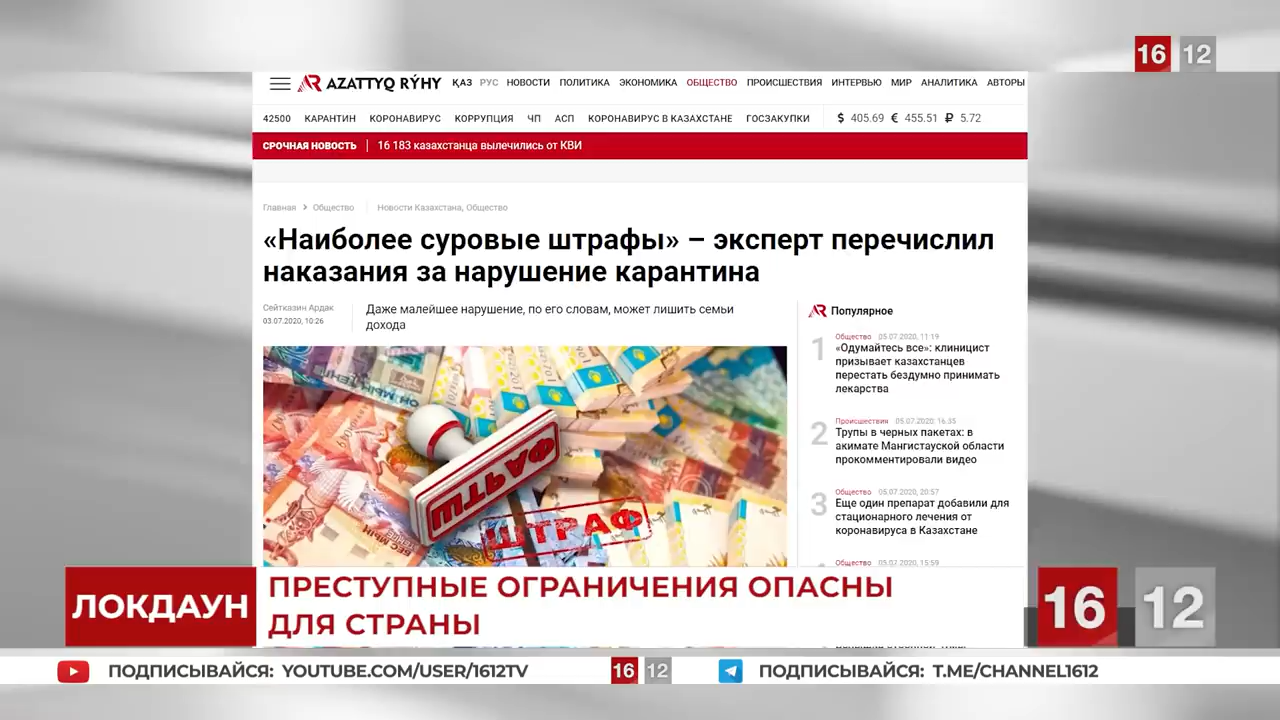 16 12
AZATTYQ RÝHY ҚАЗ РУС НОВОСТИ ПОЛИТИКА ЭКОНОМИКА ОБЩЕСТВО ПРОИСШЕСТВИЯ ИНТЕРВЬЮ МИР АНАЛИТИКА АВТОРЫ
42500 КАРАНТИН КОРОНАВИРУС КОРРУПЦИЯ ЧП АСП КОРОНАВИРУС В КАЗАХСТАНЕ ГОСЗАКУПКИ $ 405.69 € 455.51 ₽ 5.72
СРОЧНАЯ НОВОСТЬ | 16 183 казахстанца вылечились от КВИ
Главная > Общество Новости Казахстана, Общество
«Наиболее суровые штрафы» – эксперт перечислил
наказания за нарушение карантина
Сейтказин Ардак
03.07.2020, 10:26
Даже малейшее нарушение, по его словам, может лишить семьи
дохода
ШТРАФ
ШТРАФ
Популярное
1
Общество 05.07.2020, 11:19
«Одумайтесь все»: клиницист
призывает казахстанцев
перестать бездумно принимать
лекарства
2
Происшествия 05.07.2020, 16:35
Трупы в черных пакетах: в
акимате Мангистауской области
прокомментировали видео
3
Общество 05.07.2020, 20:57
Еще один препарат добавили для
стационарного лечения от
коронавируса в Казахстане
Общество 05.07.2020, 15:59
ЛОКДАУН
ПРЕСТУПНЫЕ ОГРАНИЧЕНИЯ ОПАСНЫ
ДЛЯ СТРАНЫ
16 12
ПОДПИСЫВАЙСЯ: YOUTUBE.COM/USER/1612TV 16 12 ПОДПИСЫВАЙСЯ: T.ME/CHANNEL1612